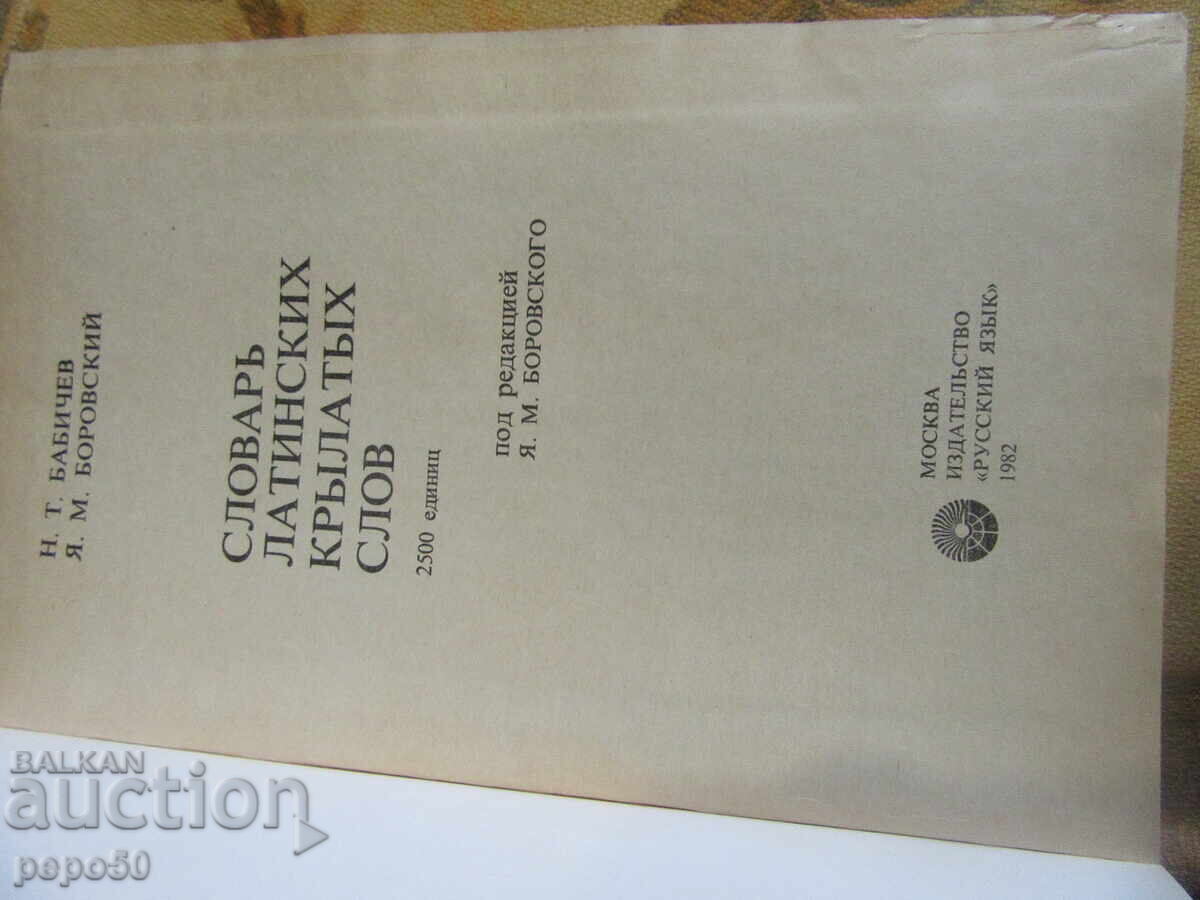 Н. Т. БАБИЧЕВ
Я. М. БОРОВСКИЙ
СЛОВАРЬ
ЛАТИНСКИХ
КРЫЛАТЫХ
СЛОВ
2500 единиц
под редакцией
Я. М. БОРОВСКОГО
МОСКВА
ИЗДАТЕЛЬСТВО
«РУССКИЙ ЯЗЫК»
1982
BALKAN
auction
pepo50